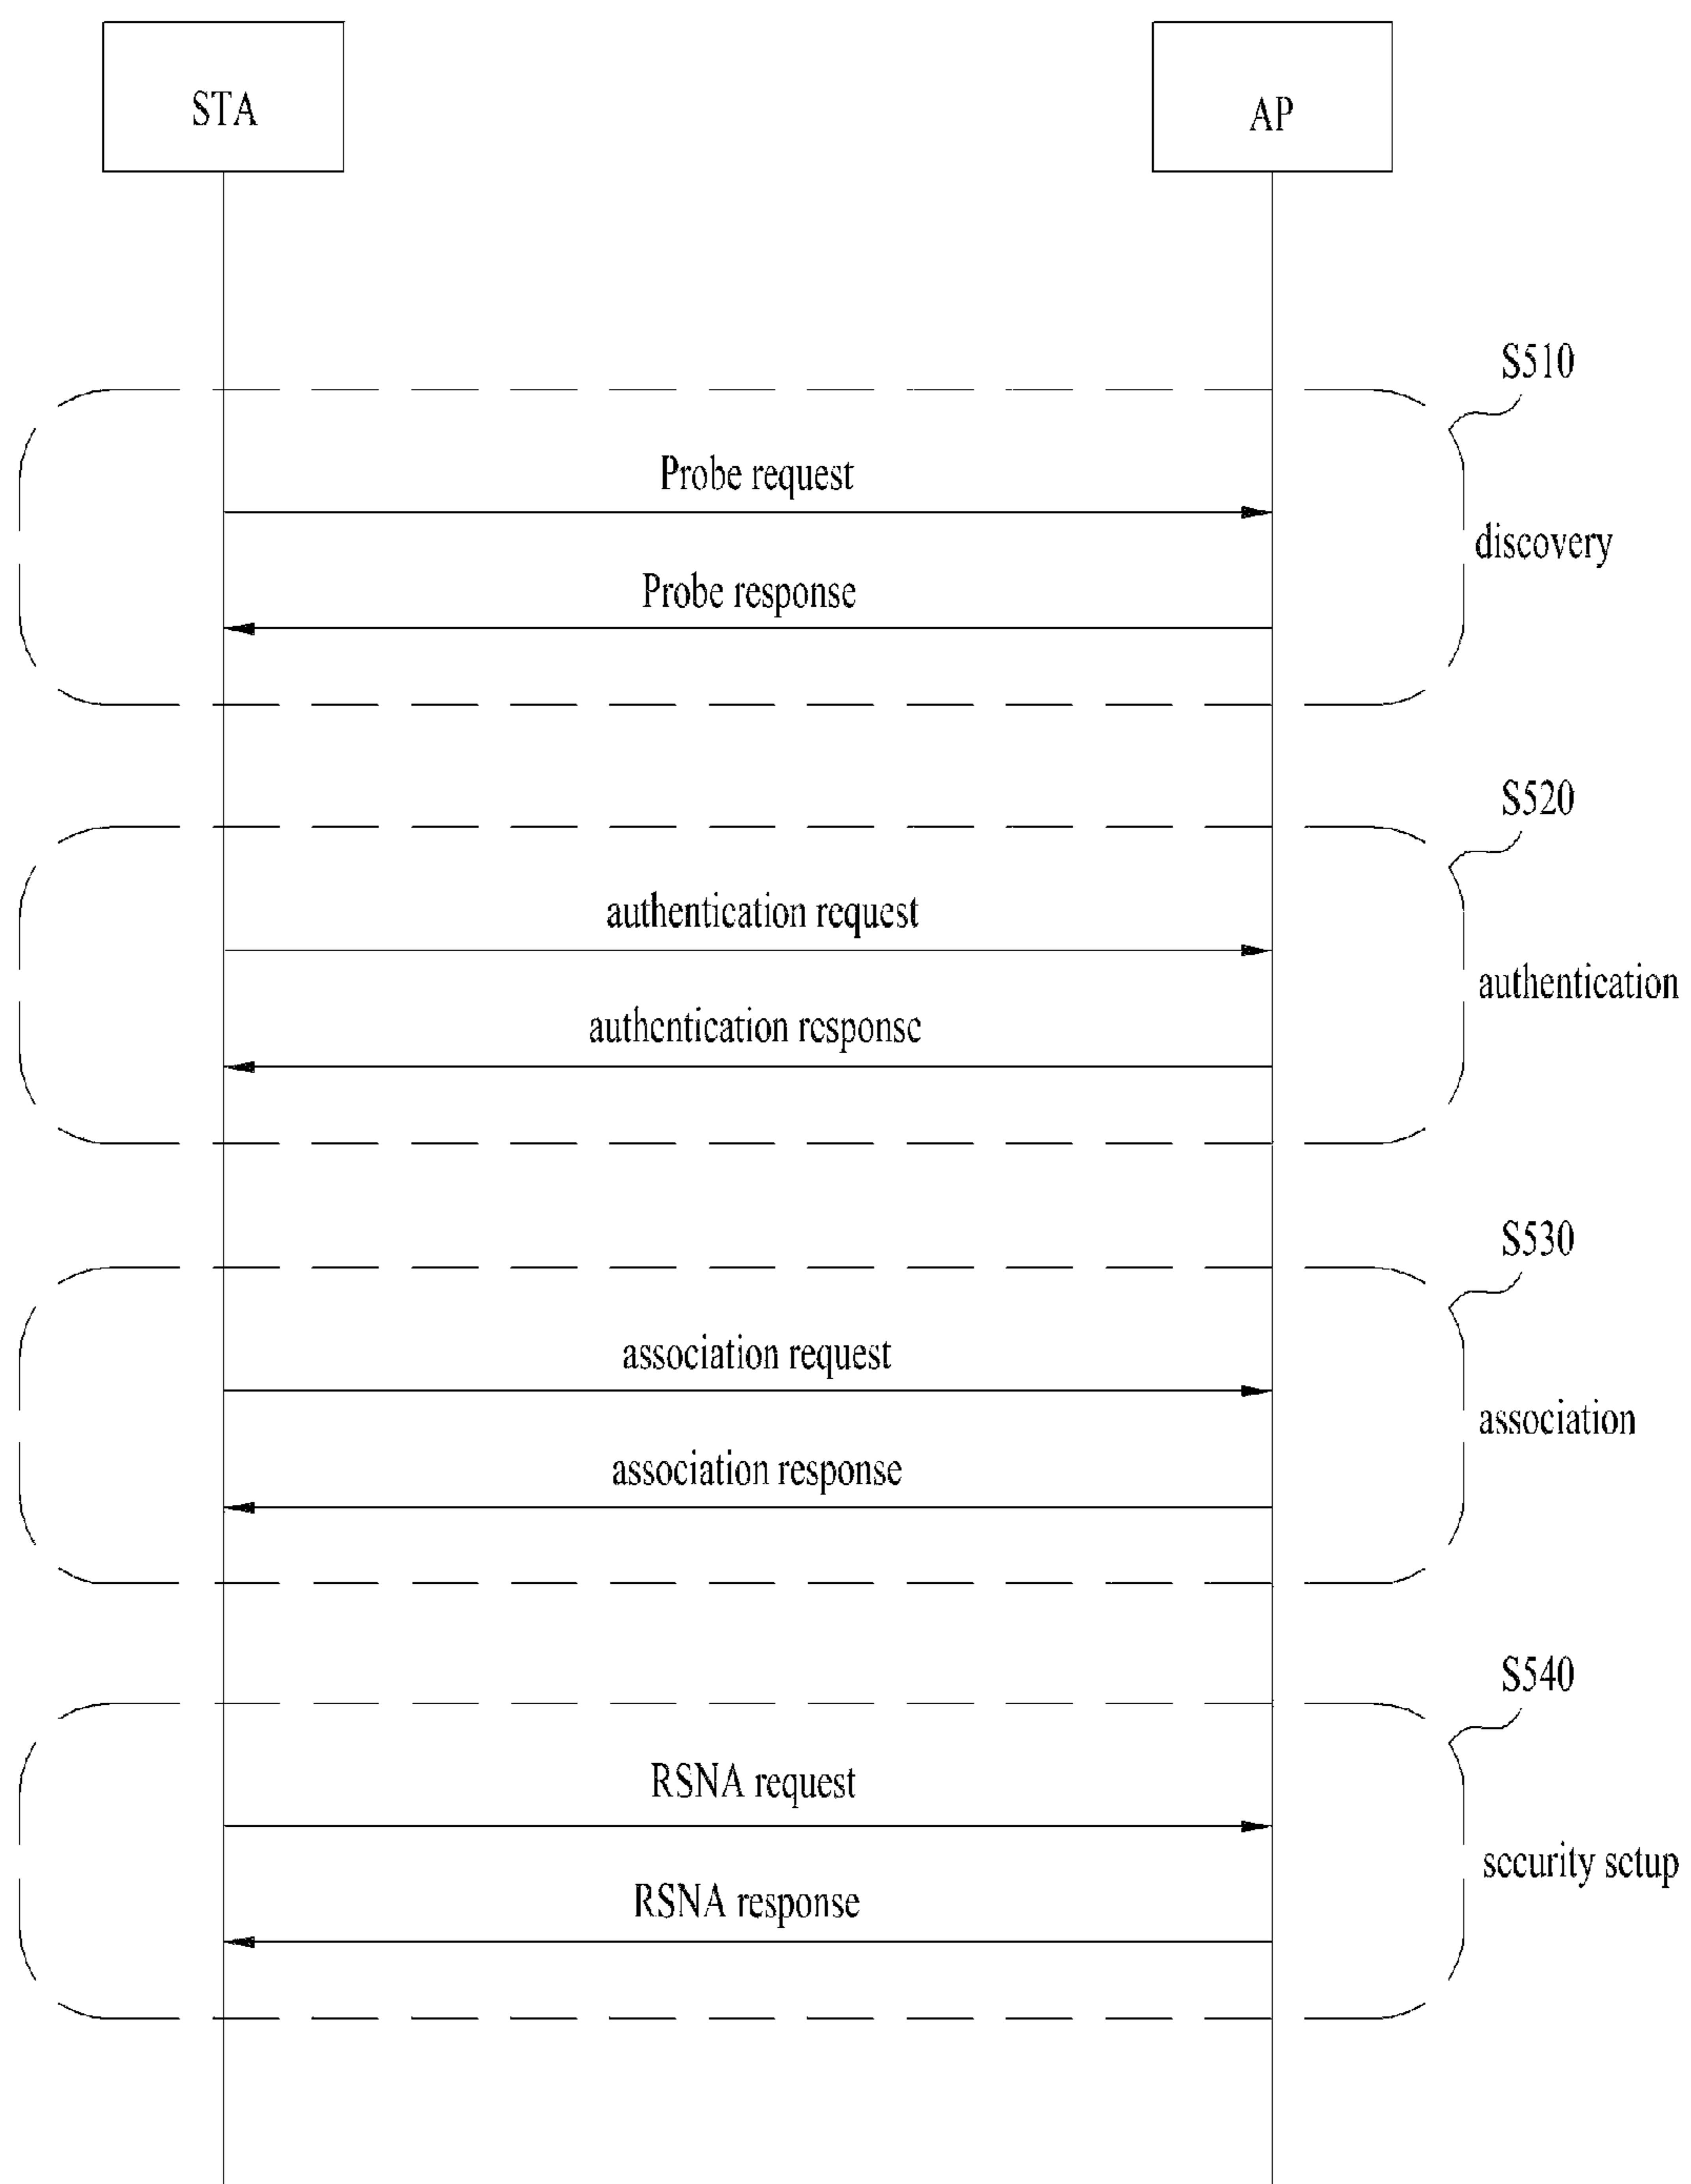 STA
AP
S510
Probe request
discovery
Probe response
S520
authentication request
authentication
authentication response
S530
association request
association
association response
S540
RSNA request
security setup
RSNA response